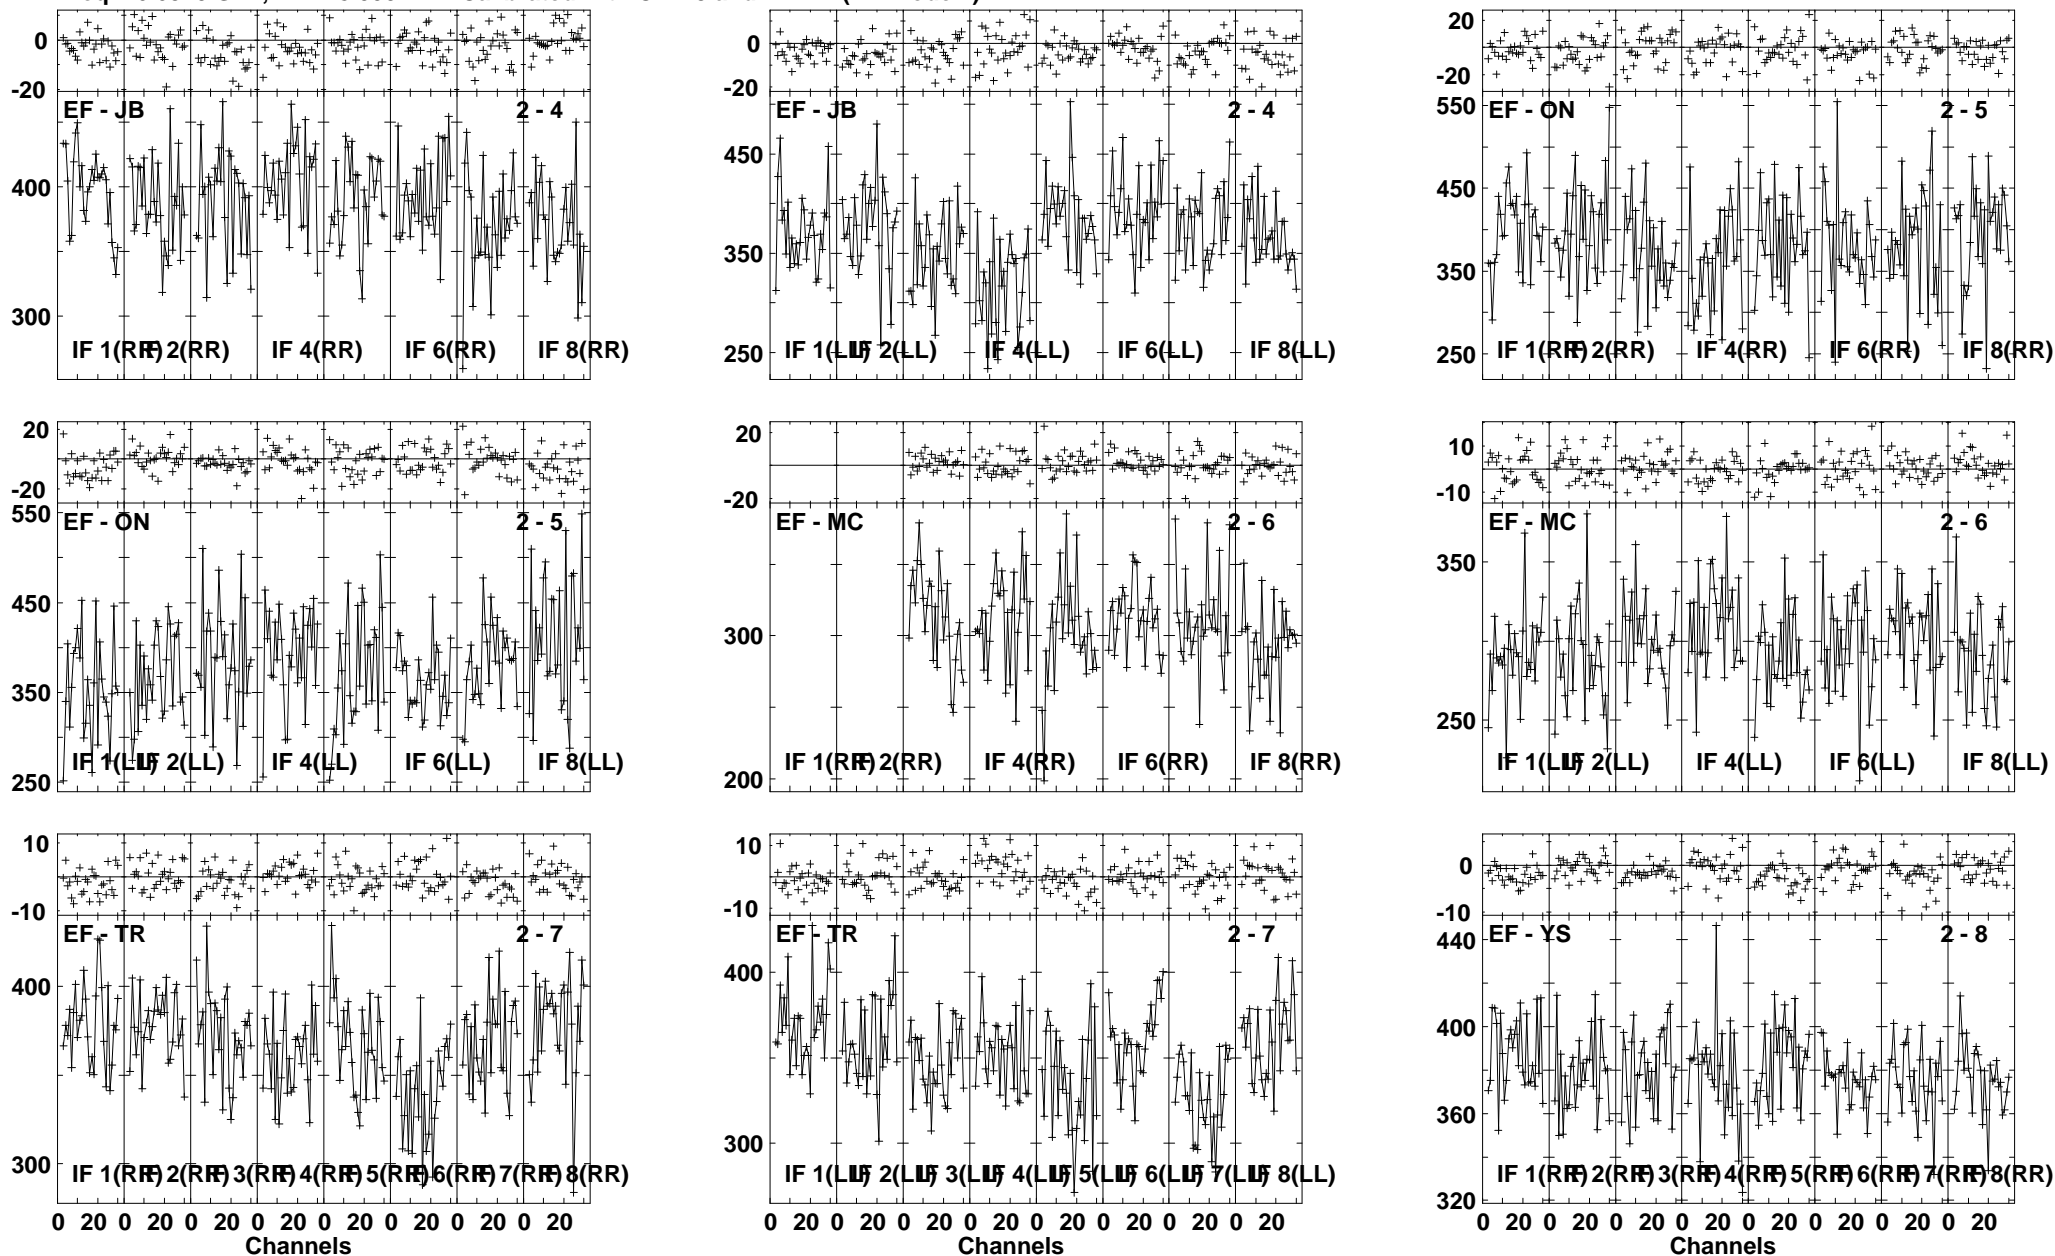 0
-20
EF - JB 2 - 4
400
300
IF 1(RR) IF 2(RR) IF 4(RR) IF 6(RR) IF 8(RR)
0
-20
EF - JB 2 - 4
450
350
250
IF 1(LL) IF 2(LL) IF 4(LL) IF 6(LL) IF 8(LL)
20
0
-20
EF - ON 2 - 5
550
450
350
250
IF 1(RR) IF 2(RR) IF 4(RR) IF 6(RR) IF 8(RR)
20
0
-20
EF - ON 2 - 5
550
450
350
250
IF 1(LL) IF 2(LL) IF 4(LL) IF 6(LL) IF 8(LL)
20
0
-20
EF - MC 2 - 6
300
200
IF 1(RR) IF 2(RR) IF 4(RR) IF 6(RR) IF 8(RR)
10
0
-10
EF - MC 2 - 6
350
250
IF 1(LL) IF 2(LL) IF 4(LL) IF 6(LL) IF 8(LL)
10
0
-10
EF - TR 2 - 7
400
300
IF 1(RR) IF 2(RR) IF 3(RR) IF 4(RR) IF 5(RR) IF 6(RR) IF 7(RR) IF 8(RR)
0 20 0 20 0 20 0 20 0 20 0 20 0 20 0 20
Channels
10
0
-10
EF - TR 2 - 7
400
300
IF 1(LL) IF 2(LL) IF 3(LL) IF 4(LL) IF 5(LL) IF 6(LL) IF 7(LL) IF 8(LL)
0 20 0 20 0 20 0 20 0 20 0 20 0 20 0 20
Channels
0
-10
EF - YS 2 - 8
440
400
360
320
IF 1(RR) IF 2(RR) IF 3(RR) IF 4(RR) IF 5(RR) IF 6(RR) IF 7(RR) IF 8(RR)
0 20 0 20 0 20 0 20 0 20 0 20 0 20 0 20
Channels